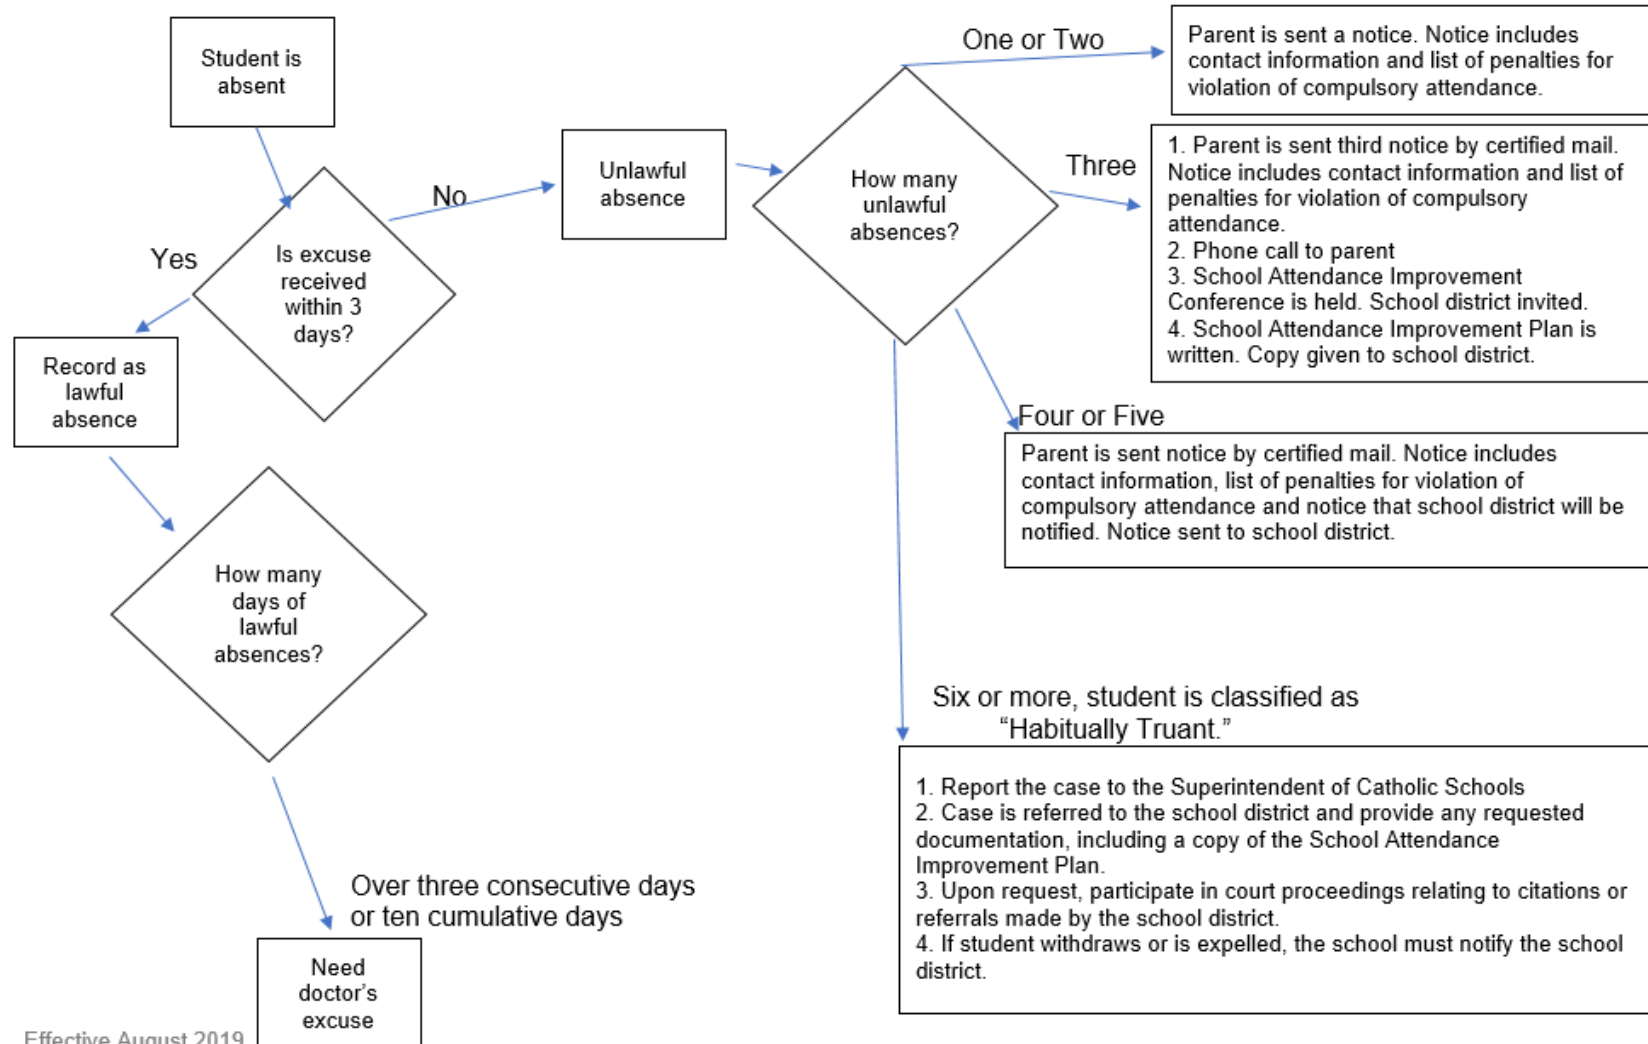 Student is
absent
Is excuse
received
within 3
days?
Yes
No
Record as
lawful
absence
How many
days of
lawful
absences?
Over three consecutive days
or ten cumulative days
Need
doctor's
excuse
Unlawful
absence
How many
unlawful
absences?
One or Two
Parent is sent a notice. Notice includes
contact information and list of penalties for
violation of compulsory attendance.
Three
1. Parent is sent third notice by certified mail.
Notice includes contact information and list of
penalties for violation of compulsory
attendance.
2. Phone call to parent
3. School Attendance Improvement
Conference is held. School district invited.
4. School Attendance Improvement Plan is
written. Copy given to school district.
Four or Five
Parent is sent notice by certified mail. Notice includes
contact information, list of penalties for violation of
compulsory attendance and notice that school district will be
notified. Notice sent to school district.
Six or more, student is classified as
“Habitually Truant.”
1. Report the case to the Superintendent of Catholic Schools
2. Case is referred to the school district and provide any requested
documentation, including a copy of the School Attendance
Improvement Plan.
3. Upon request, participate in court proceedings relating to citations or
referrals made by the school district.
4. If student withdraws or is expelled, the school must notify the school
district.
Effective August 2019